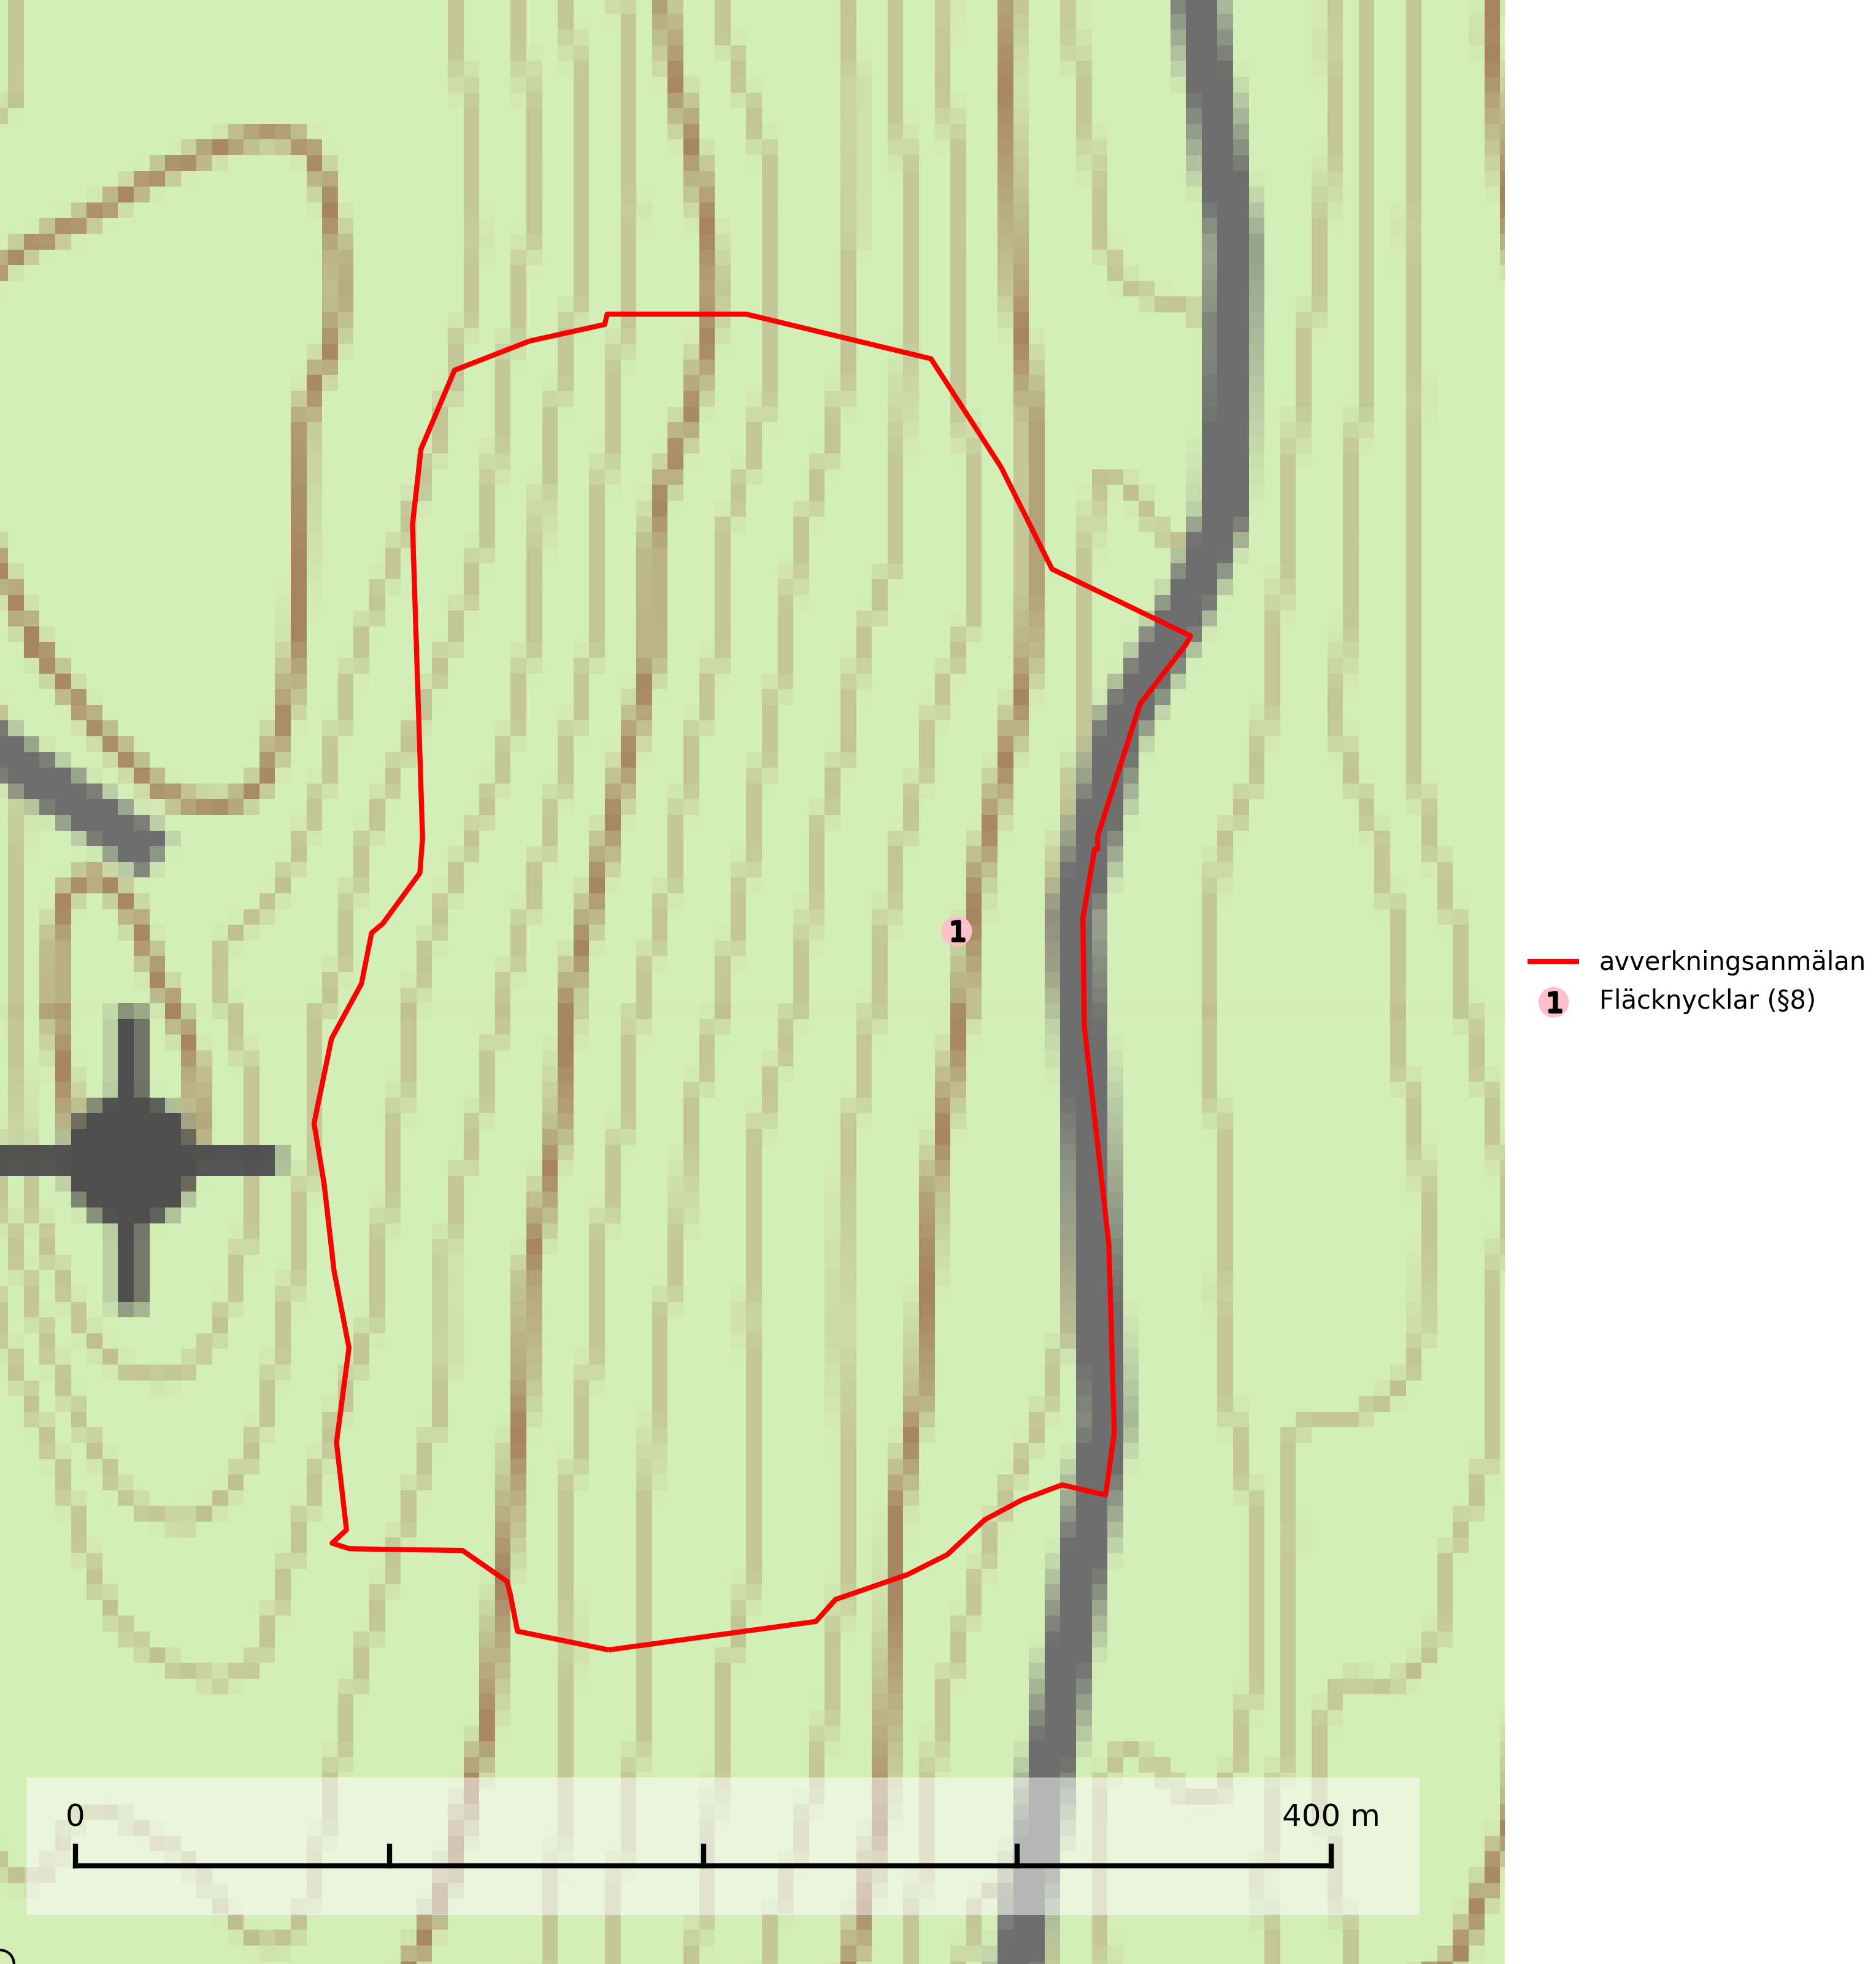 1
avverkningsanmälan
1 Fläcknycklar (§8)
0 400 m